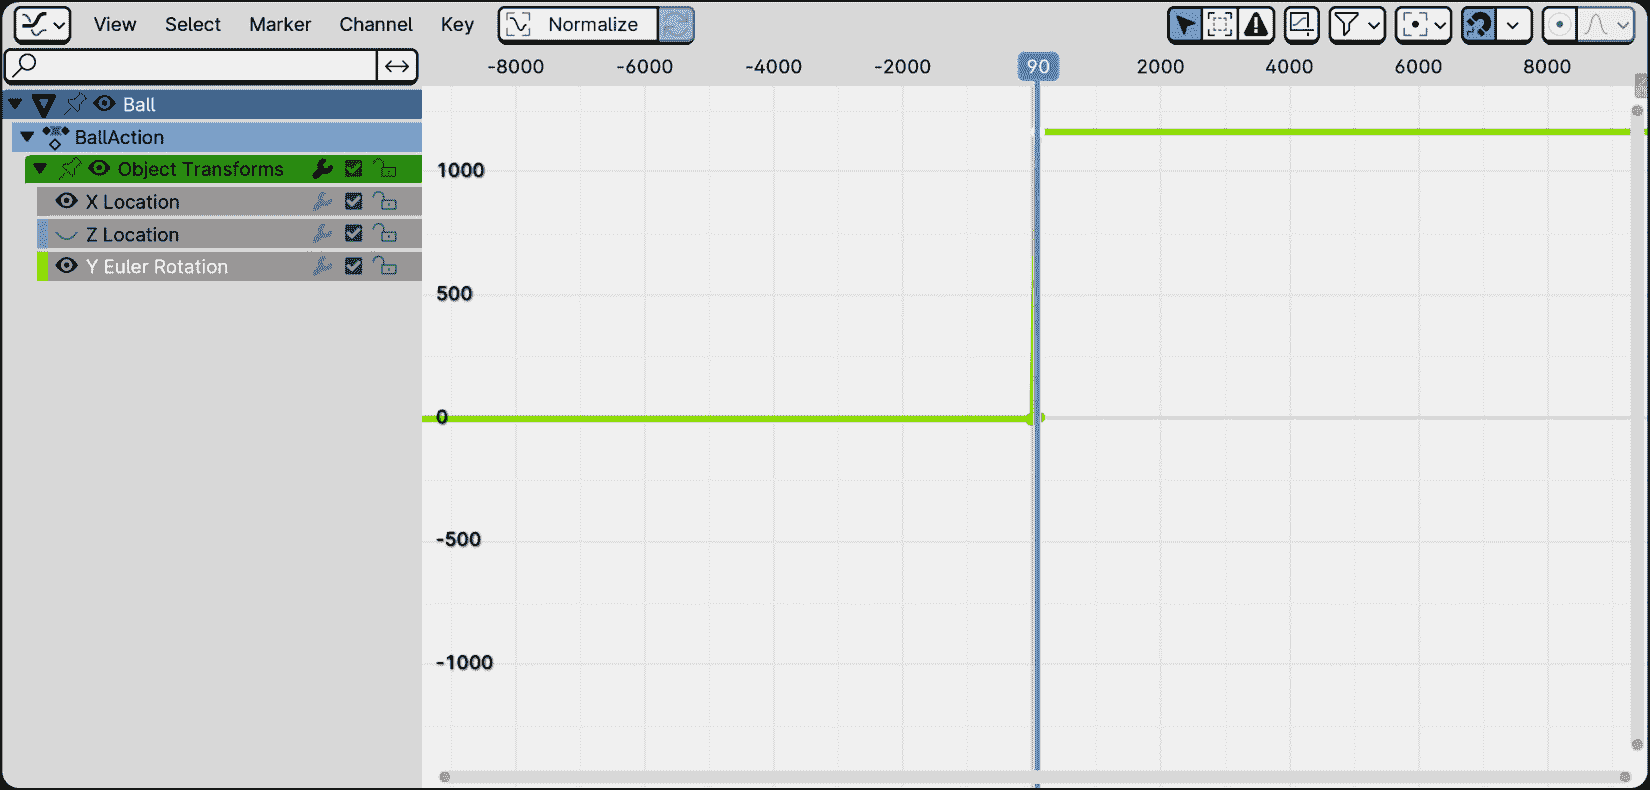 View Select Marker Channel Key Normalize
-8000 -6000 -4000 -2000 90 2000 4000 6000 8000
Ball
BallAction
Object Transforms
X Location
Z Location
Y Euler Rotation
1000
500
0
-500
-1000